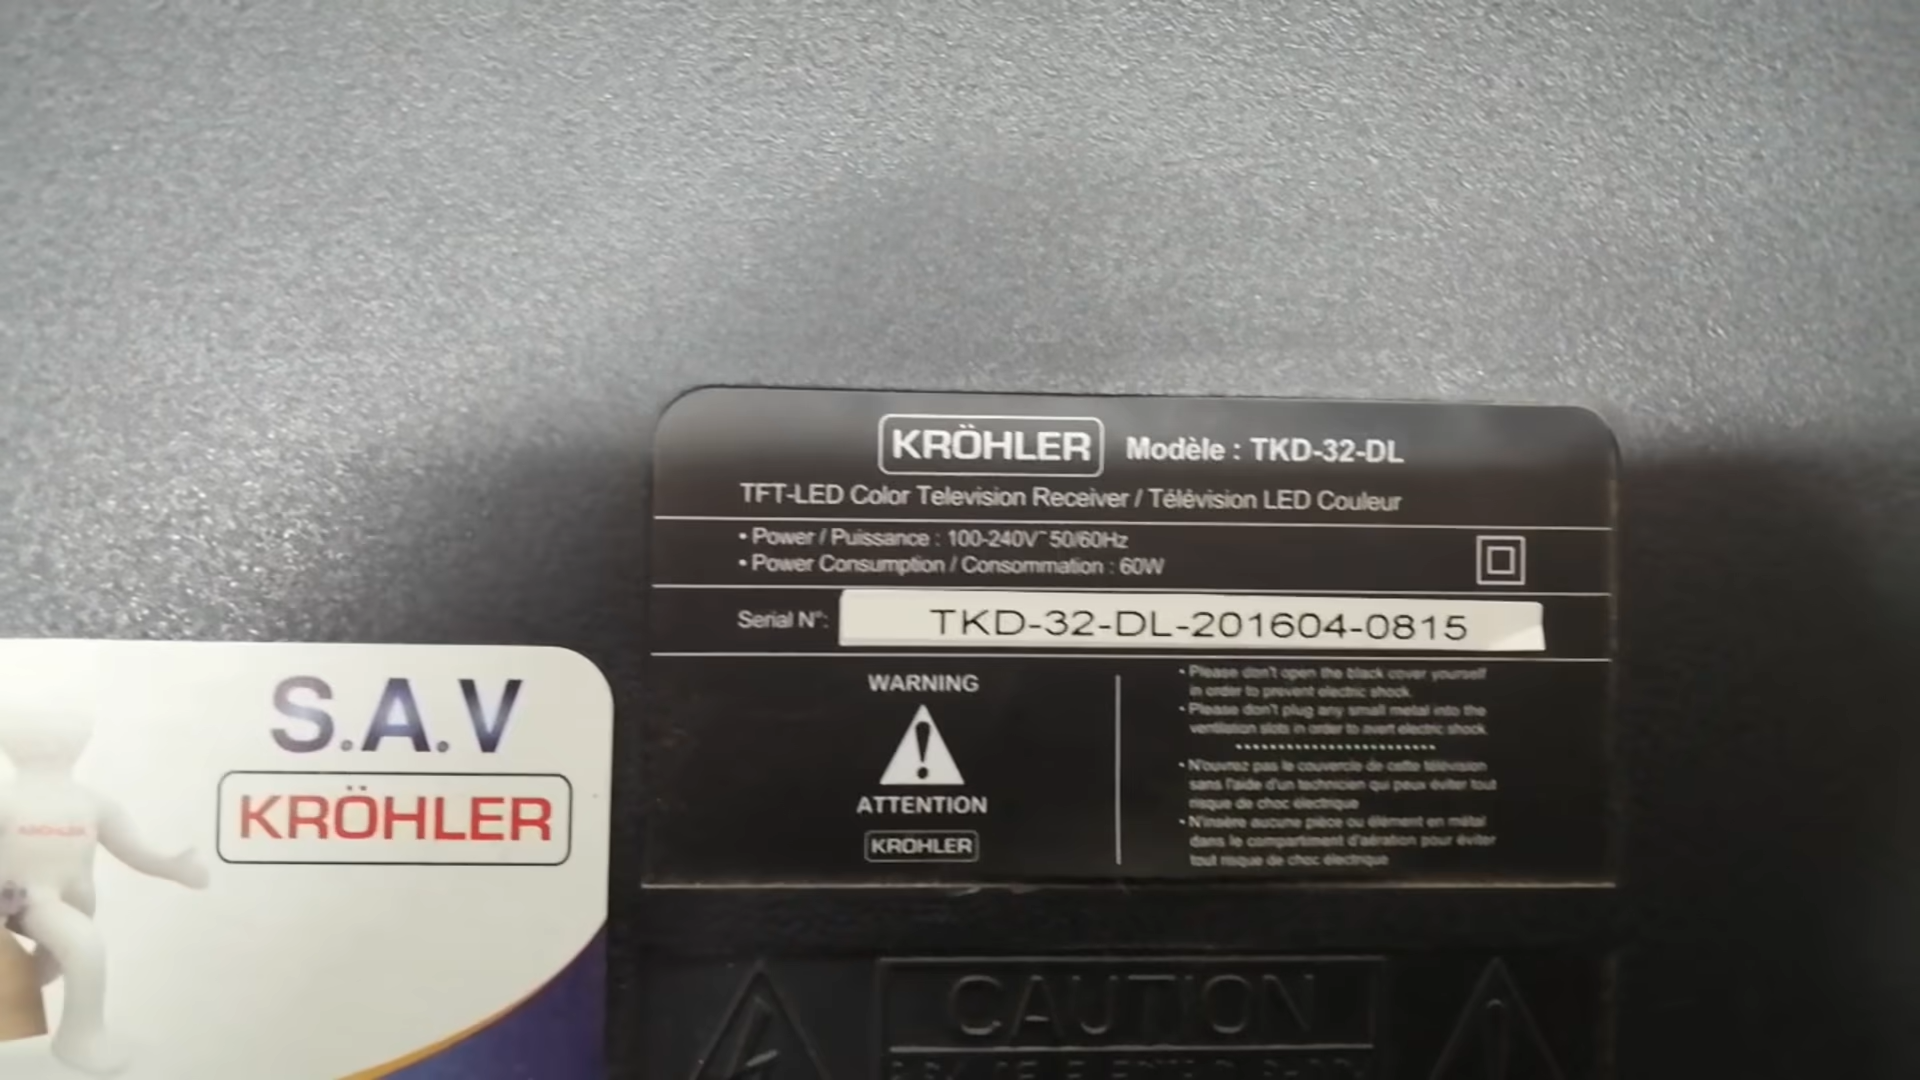 KRÖHLER Modèle : TKD-32-DL
TFT-LED Color Television Receiver / Télévision LED Couleur
• Power / Puissance : 100-240V~ 50/60Hz
• Power Consumption / Consommation : 60W
Serial N°: TKD-32-DL-201604-0815
WARNING
ATTENTION
KRÖHLER
• Please don't open the black cover yourself
in order to prevent electric shock.
• Please don't plug any small metal into the
ventilation slots in order to avert electric shock.
• N'ouvrez pas le couvercle de cette télévision
sans l'aide d'un technicien qui peux éviter tout
risque de choc électrique
• N'insére aucune pièce ou élément en métal
dans le compartiment d'aération pour éviter
tout risque de choc électrique
S.A.V
KRÖHLER
KRÖHLER
CAUTION